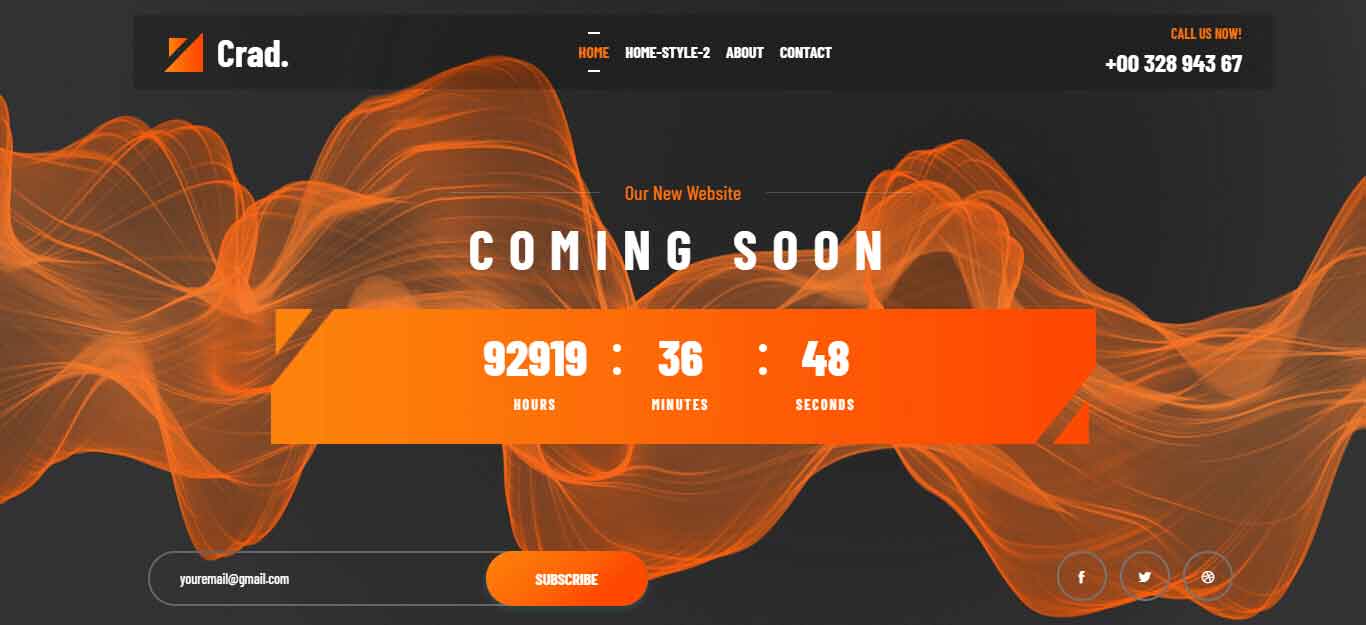 Crad.
HOME HOME-STYLE-2 ABOUT CONTACT
CALL US NOW!
+00 328 943 67
Our New Website
COMING SOON
92919 : 36 : 48
HOURS MINUTES SECONDS
youremail@gmail.com SUBSCRIBE